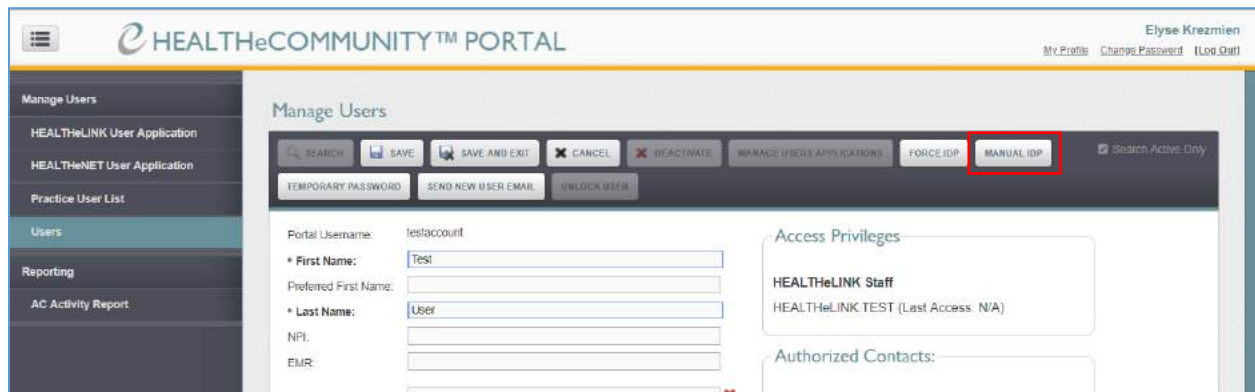 Elyse Krezmien
HEALTHeCOMMUNITY™ PORTAL
My Profile Change Password [Log Out]
Manage Users
HEALTHeLINK User Application
HEALTHeNET User Application
Practice User List
Users
Reporting
AC Activity Report
Manage Users
SEARCH SAVE SAVE AND EXIT CANCEL DEACTIVATE MANAGE USERS APPLICATIONS FORCE IDP MANUAL IDP Search Active Only
TEMPORARY PASSWORD SEND NEW USER EMAIL UNLOCK USER
Portal Username: testaccount
* First Name: Test
Preferred First Name:
* Last Name: User
NPI:
EMR:
Access Privileges
HEALTHeLINK Staff
HEALTHeLINK TEST (Last Access: N/A)
Authorized Contacts: